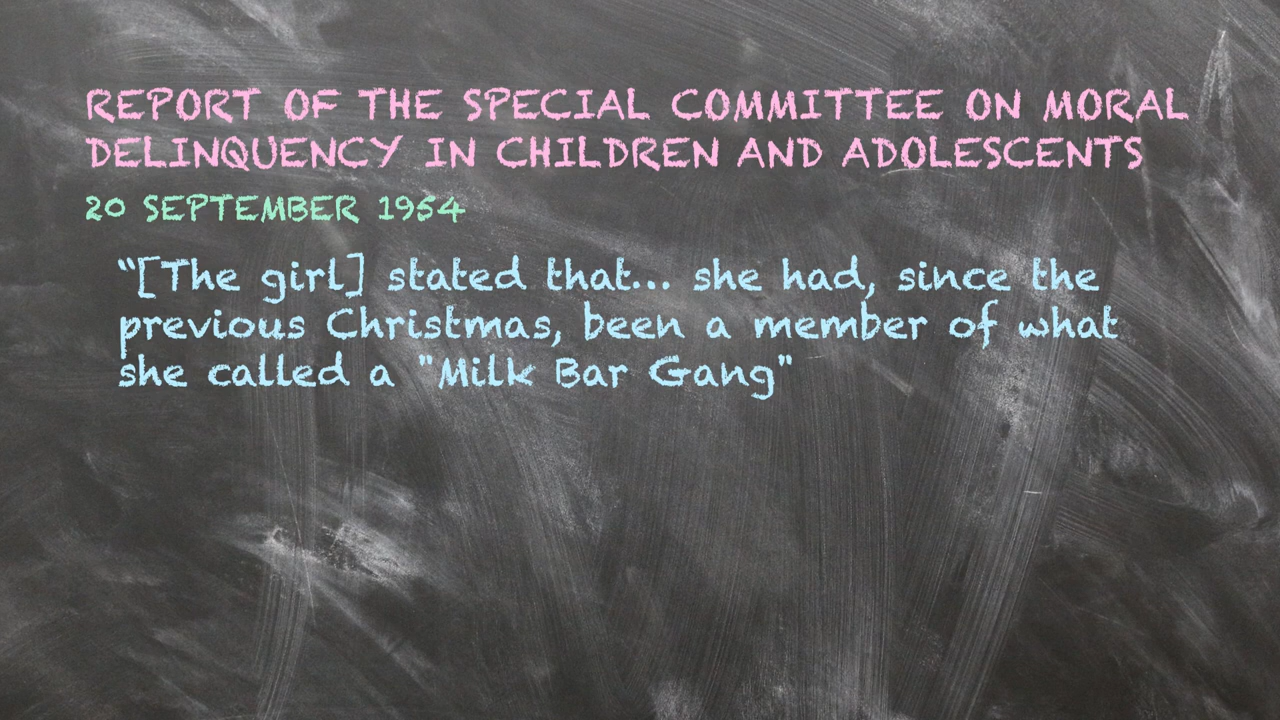 REPORT OF THE SPECIAL COMMITTEE ON MORAL
DELINQUENCY IN CHILDREN AND ADOLESCENTS
20 SEPTEMBER 1954
“[The girl] stated that... she had, since the
previous Christmas, been a member of what
she called a "Milk Bar Gang"